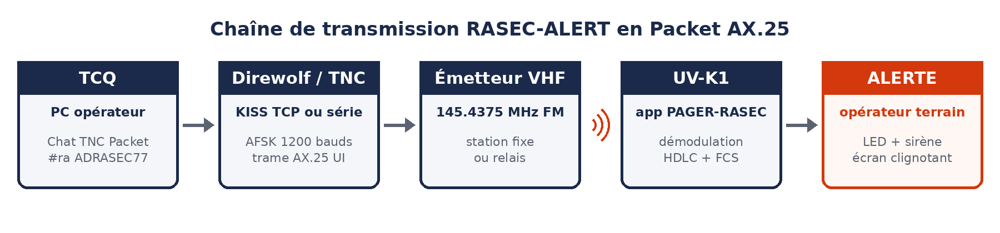 Chaîne de transmission RASEC-ALERT en Packet AX.25
TCQ
PC opérateur
Chat TNC Packet
#ra ADRASEC77
Direwolf / TNC
KISS TCP ou série
AFSK 1200 bauds
trame AX.25 UI
Émetteur VHF
145.4375 MHz FM
station fixe
ou relais
UV-K1
app PAGER-RASEC
démodulation
HDLC + FCS
ALERTE
opérateur terrain
LED + sirène
écran clignotant